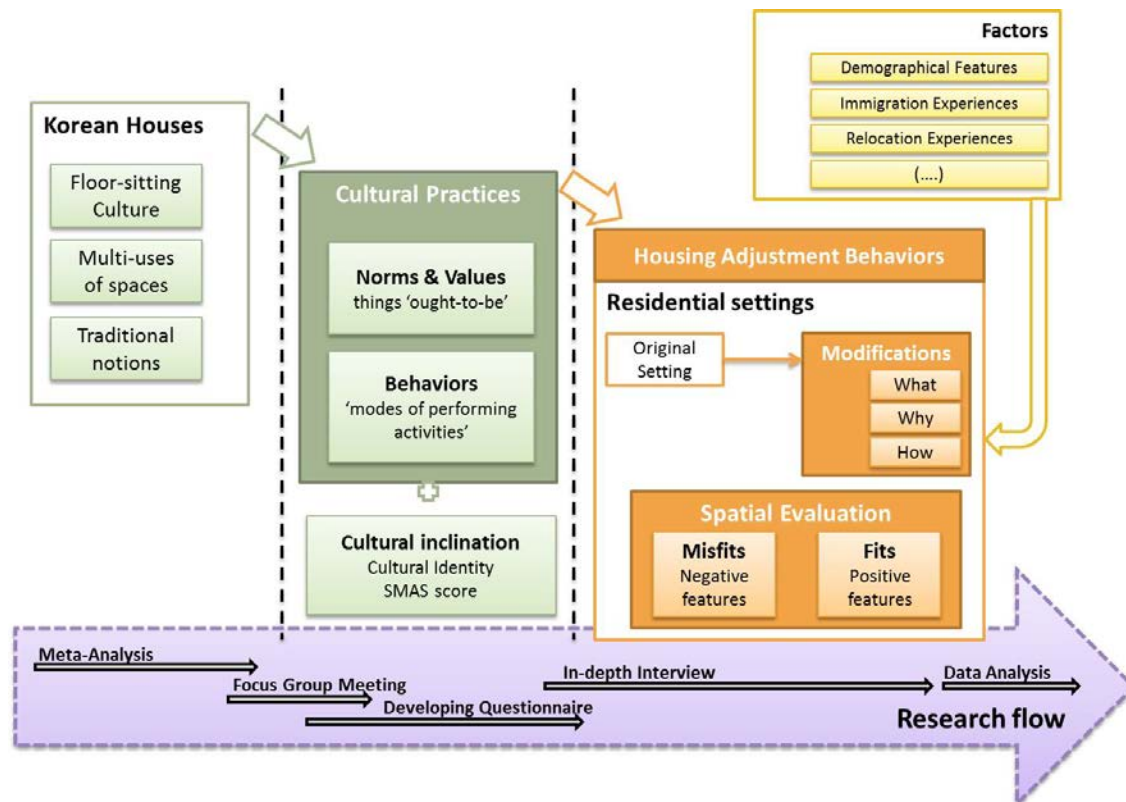 Factors
Demographical Features
Immigration Experiences
Relocation Experiences
(....)
Korean Houses
Floor-sitting
Culture
Multi-uses
of spaces
Traditional
notions
Cultural Practices
Norms & Values
things ‘ought-to-be’
Behaviors
‘modes of performing
activities’
Cultural inclination
Cultural Identity
SMAS score
Housing Adjustment Behaviors
Residential settings
Original
Setting
Modifications
What
Why
How
Spatial Evaluation
Misfits
Negative
features
Fits
Positive
features
Meta-Analysis
Focus Group Meeting
Developing Questionnaire
In-depth Interview
Data Analysis
Research flow